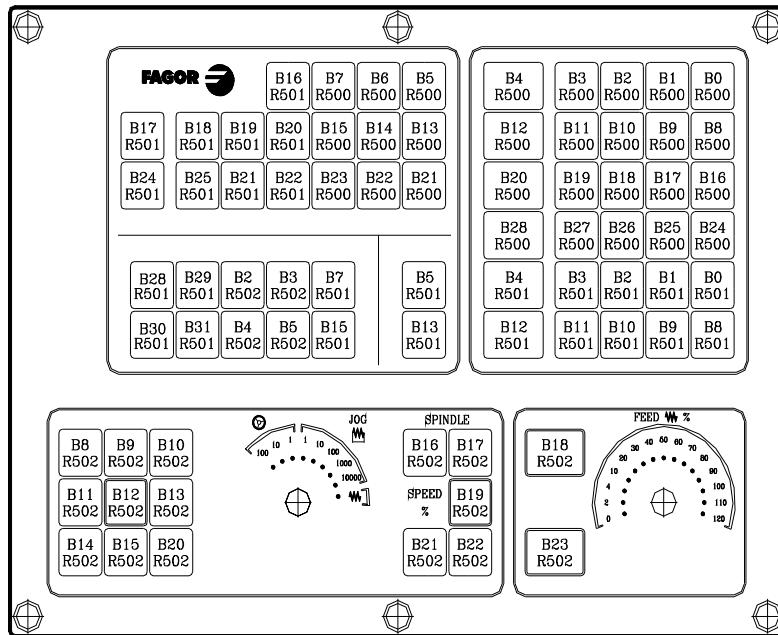 FAGOR
B16 B7 B6 B5
R501 R500 R500 R500
B17 B18 B19 B20 B15 B14 B13
R501 R501 R501 R501 R500 R500 R500
B24 B25 B21 B22 B23 B22 B21
R501 R501 R501 R501 R500 R500 R500
B28 B29 B2 B3 B7 B5
R501 R501 R502 R502 R501 R501
B30 B31 B4 B5 B15 B13
R501 R501 R502 R502 R501 R501
B4 B3 B2 B1 B0
R500 R500 R500 R500 R500
B12 B11 B10 B9 B8
R500 R500 R500 R500 R500
B20 B19 B18 B17 B16
R500 R500 R500 R500 R500
B28 B27 B26 B25 B24
R500 R500 R500 R500 R500
B4 B3 B2 B1 B0
R501 R501 R501 R501 R501
B12 B11 B10 B9 B8
R501 R501 R501 R501 R501
B8 B9 B10
R502 R502 R502
B11 B12 B13
R502 R502 R502
B14 B15 B20
R502 R502 R502
JOG
100 10 1 1 10 100 1000 10000
SPINDLE
B16 B17
R502 R502
SPEED B19
% R502
B21 B22
R502 R502
FEED %
B18
R502
B23
R502
0 2 4 10 20 30 40 50 60 70 80 90 100 110 120